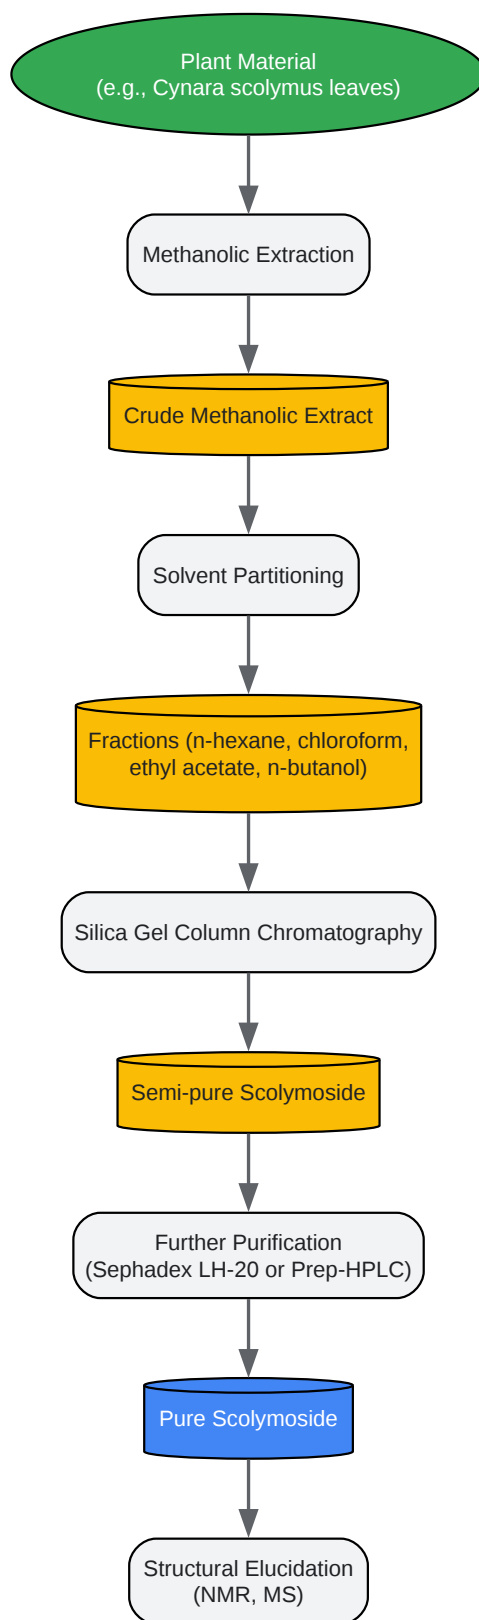 Plant Material
(e.g., Cynara scolymus leaves)
Methanolic Extraction
Crude Methanolic Extract
Solvent Partitioning
Fractions (n-hexane, chloroform,
ethyl acetate, n-butanol)
Silica Gel Column Chromatography
Semi-pure Scolymoside
Further Purification
(Sephadex LH-20 or Prep-HPLC)
Pure Scolymoside
Structural Elucidation
(NMR, MS)